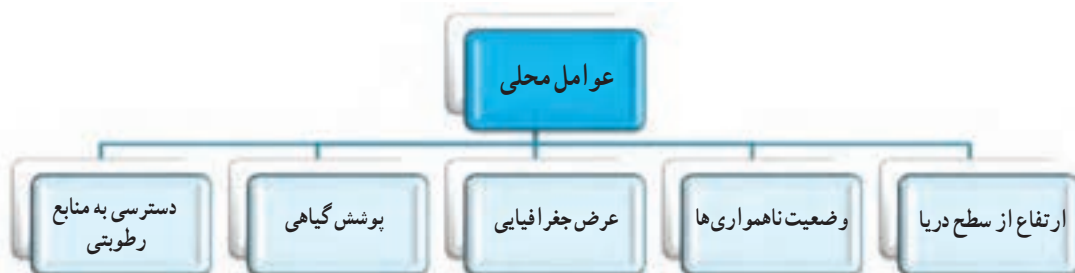 عوامل محلی
ارتفاع از سطح دریا
وضعیت ناهمواری‌ها
عرض جغرافیایی
پوشش گیاهی
دسترسی به منابع
رطوبتی